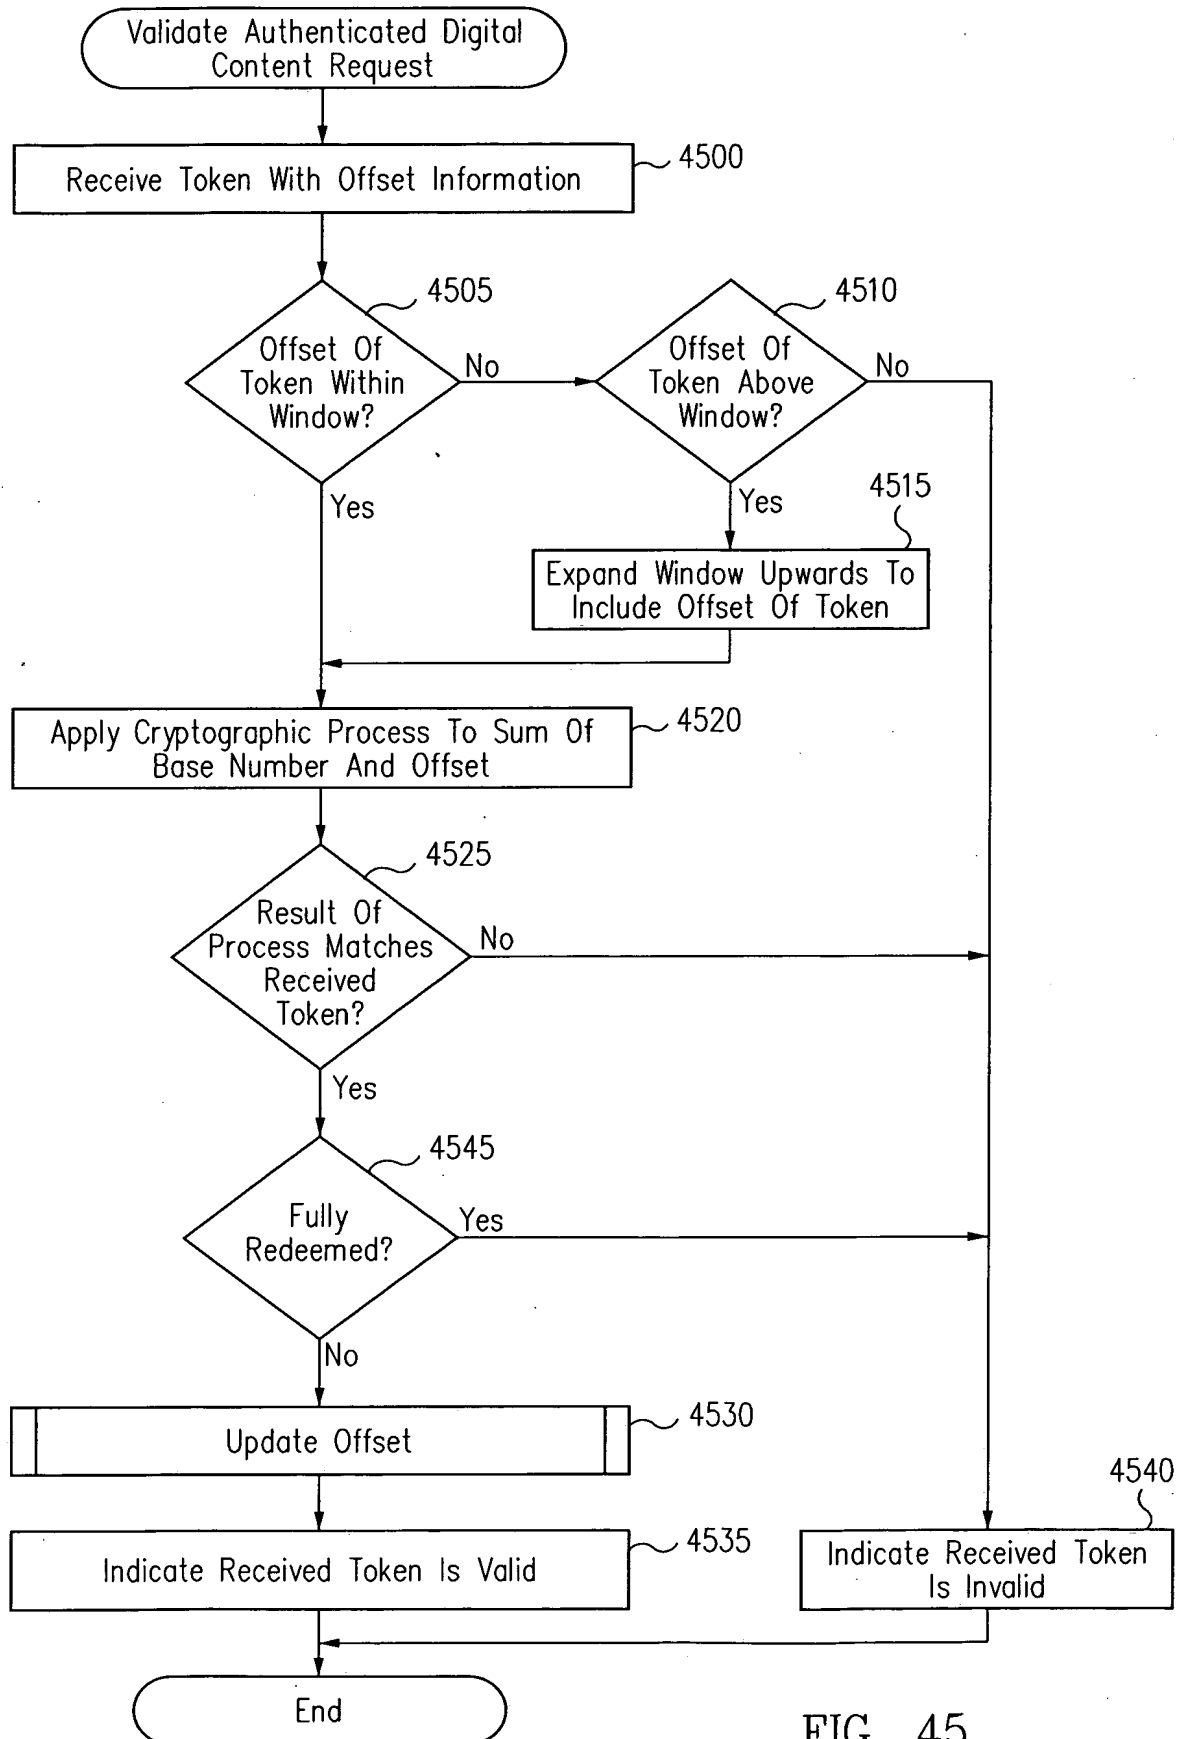 Validate Authenticated Digital
Content Request
Receive Token With Offset Information
4500
4505
Offset Of
Token Within
Window?
No
Yes
4510
Offset Of
Token Above
Window?
No
Yes
4515
Expand Window Upwards To
Include Offset Of Token
Apply Cryptographic Process To Sum Of
Base Number And Offset
4520
4525
Result Of
Process Matches
Received
Token?
No
Yes
4545
Fully
Redeemed?
Yes
No
Update Offset
4530
Indicate Received Token Is Valid
4535
4540
Indicate Received Token
Is Invalid
End
FIG. 45